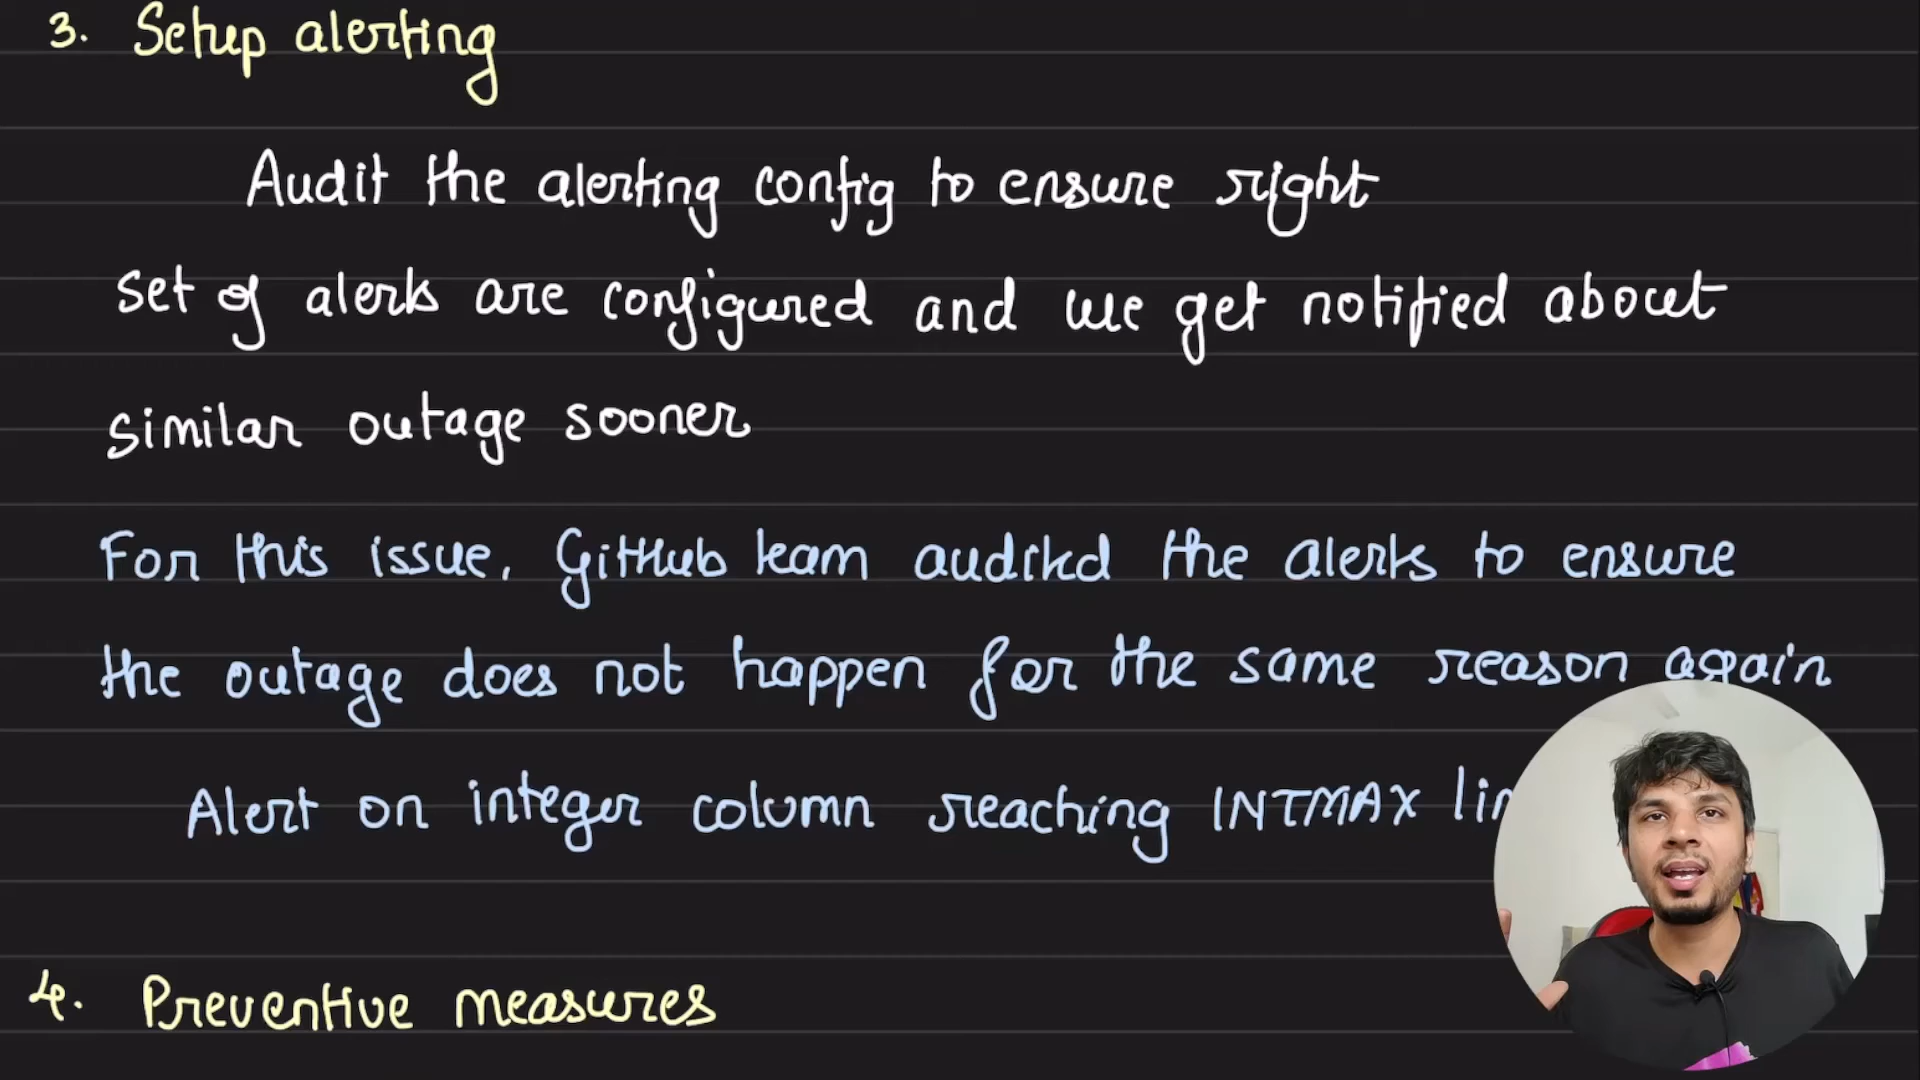 3. Setup alerting
Audit the alerting config to ensure right
set of alerts are configured and we get notified about
similar outage sooner
For this issue, GitHub team audited the alerts to ensure
the outage does not happen for the same reason again
Alert on integer column reaching INTMAX
4. Preventive measures